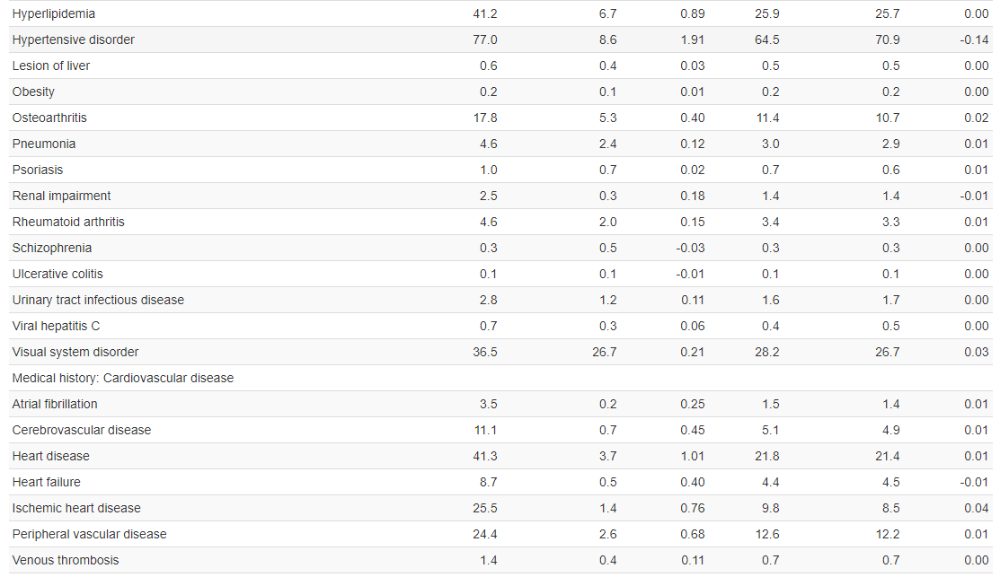 Hyperlipidemia 41.2 6.7 0.89 25.9 25.7 0.00
Hypertensive disorder 77.0 8.6 1.91 64.5 70.9 -0.14
Lesion of liver 0.6 0.4 0.03 0.5 0.5 0.00
Obesity 0.2 0.1 0.01 0.2 0.2 0.00
Osteoarthritis 17.8 5.3 0.40 11.4 10.7 0.02
Pneumonia 4.6 2.4 0.12 3.0 2.9 0.01
Psoriasis 1.0 0.7 0.02 0.7 0.6 0.01
Renal impairment 2.5 0.3 0.18 1.4 1.4 -0.01
Rheumatoid arthritis 4.6 2.0 0.15 3.4 3.3 0.01
Schizophrenia 0.3 0.5 -0.03 0.3 0.3 0.00
Ulcerative colitis 0.1 0.1 -0.01 0.1 0.1 0.00
Urinary tract infectious disease 2.8 1.2 0.11 1.6 1.7 0.00
Viral hepatitis C 0.7 0.3 0.06 0.4 0.5 0.00
Visual system disorder 36.5 26.7 0.21 28.2 26.7 0.03
Medical history: Cardiovascular disease
Atrial fibrillation 3.5 0.2 0.25 1.5 1.4 0.01
Cerebrovascular disease 11.1 0.7 0.45 5.1 4.9 0.01
Heart disease 41.3 3.7 1.01 21.8 21.4 0.01
Heart failure 8.7 0.5 0.40 4.4 4.5 -0.01
Ischemic heart disease 25.5 1.4 0.76 9.8 8.5 0.04
Peripheral vascular disease 24.4 2.6 0.68 12.6 12.2 0.01
Venous thrombosis 1.4 0.4 0.11 0.7 0.7 0.00